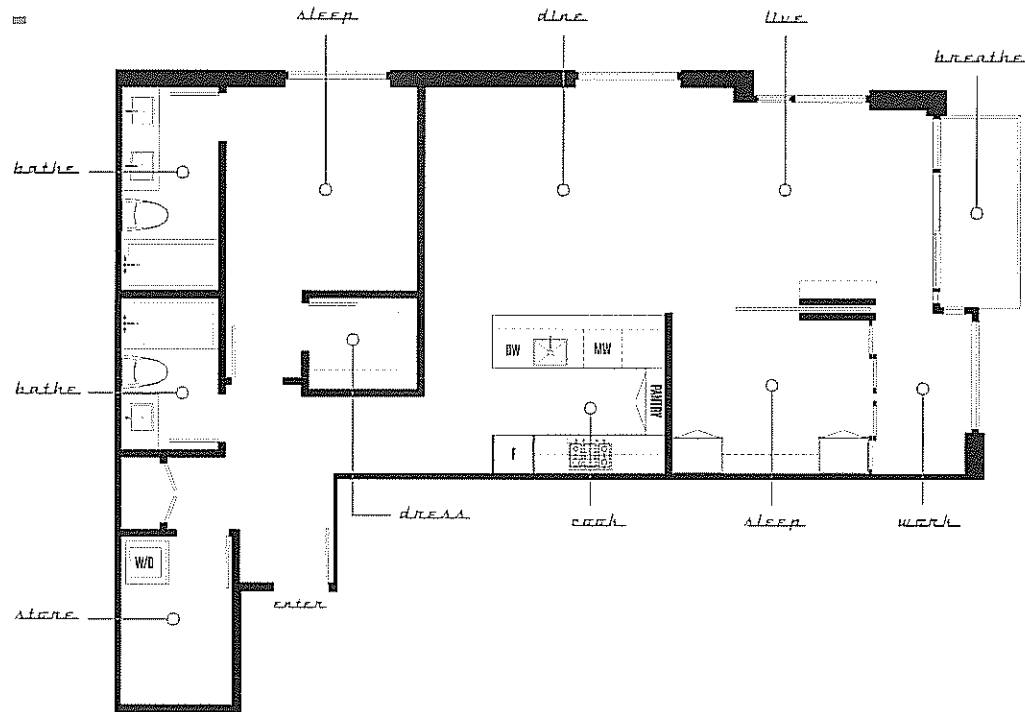 sleep
dine
live
breathe
bathe
DW
MW
bathe
PANTRY
F
dress
cook
sleep
work
W/D
enter
store